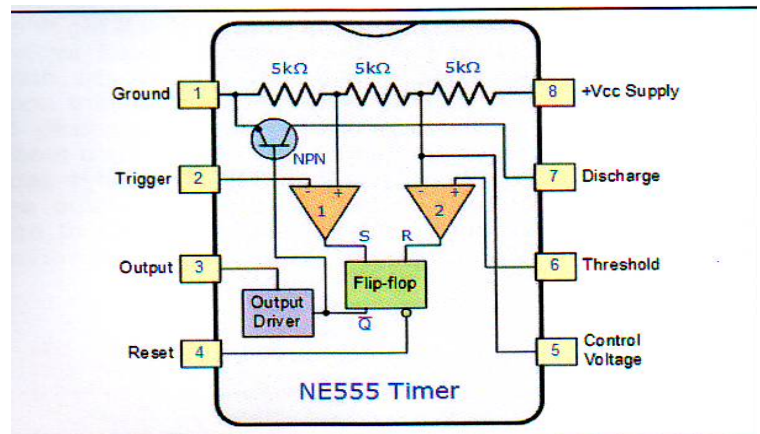 5kΩ 5kΩ 5kΩ
Ground 1
8 +Vcc Supply
NPN
Trigger 2
7 Discharge
- +
- +
1
2
S R
Output 3
6 Threshold
Flip-flop
Output
Driver
Q̅
Reset 4
5 Control
Voltage
NE555 Timer